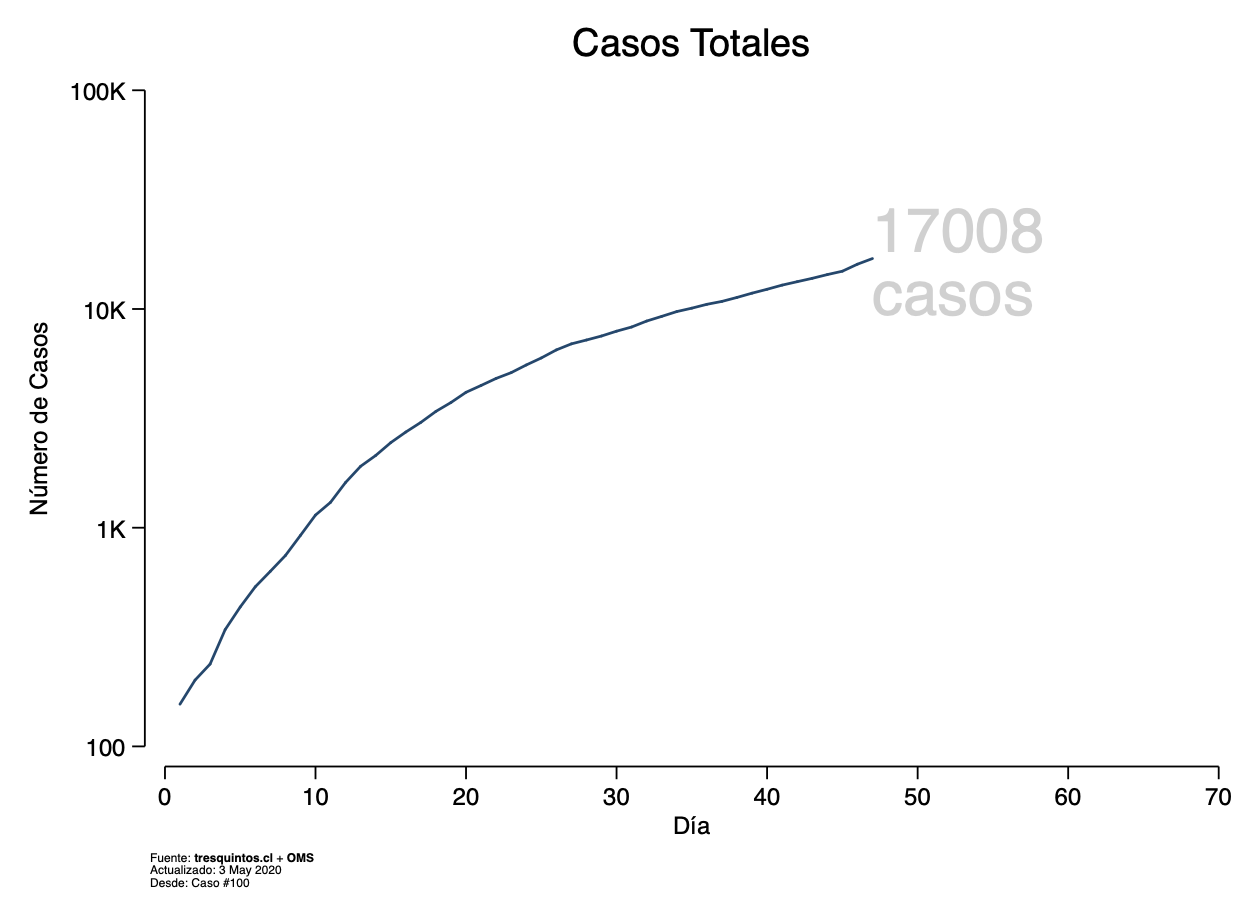 Casos Totales
100K
10K
1K
100
Número de Casos
17008
casos
0 10 20 30 40 50 60 70
Día
Fuente: tresquintos.cl + OMS
Actualizado: 3 May 2020
Desde: Caso #100